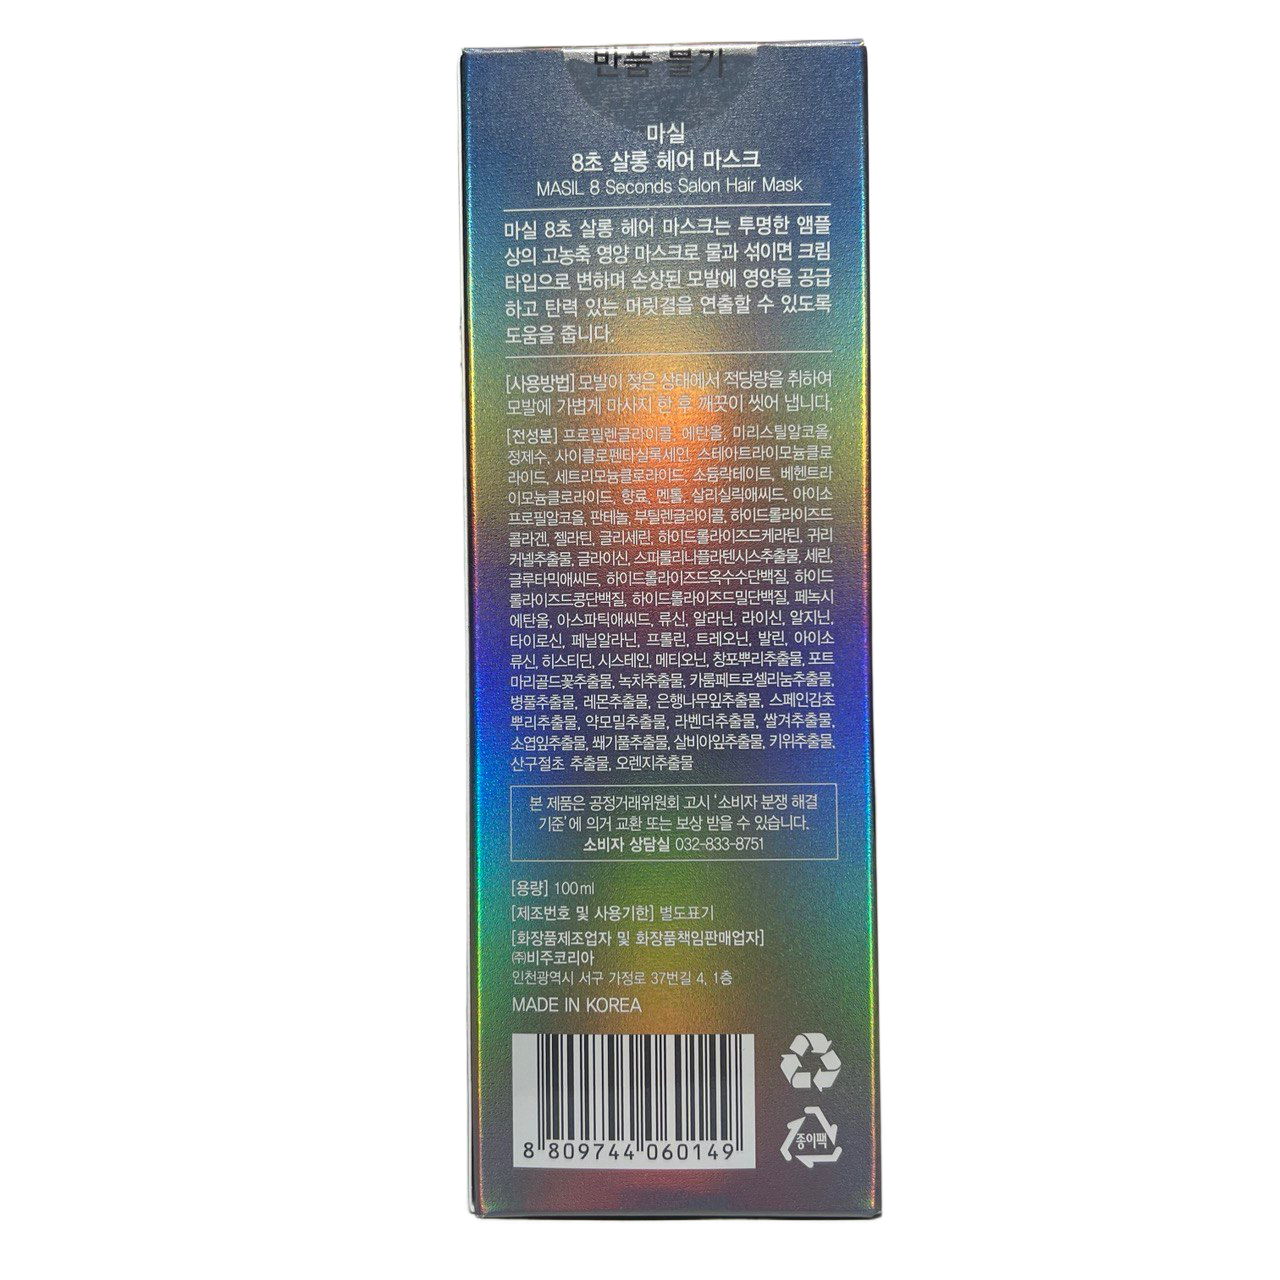 반품 불가
마실
8초 살롱 헤어 마스크
MASIL 8 Seconds Salon Hair Mask
마실 8초 살롱 헤어 마스크는 투명한 앰플
상의 고농축 영양 마스크로 물과 섞이면 크림
타입으로 변하며 손상된 모발에 영양을 공급
하고 탄력 있는 머릿결을 연출할 수 있도록
도움을 줍니다.
[사용방법] 모발이 젖은 상태에서 적당량을 취하여
모발에 가볍게 마사지 한 후 깨끗이 씻어 냅니다.
[전성분] 프로필렌글라이콜, 에탄올, 미리스틸알코올,
정제수, 사이클로펜타실록세인, 스테아트라이모늄클로
라이드, 세트리모늄클로라이드, 소듐락테이트, 베헨트라
이모늄클로라이드, 향료, 멘톨, 살리실릭애씨드, 아이소
프로필알코올, 판테놀, 부틸렌글라이콜, 하이드롤라이즈드
콜라겐, 젤라틴, 글리세린, 하이드롤라이즈드케라틴, 귀리
커넬추출물, 글라이신, 스피룰리나플라텐시스추출물, 세린,
글루타믹애씨드, 하이드롤라이즈드옥수수단백질, 하이드
롤라이즈드콩단백질, 하이드롤라이즈드밀단백질, 페녹시
에탄올, 아스파틱애씨드, 류신, 알라닌, 라이신, 알지닌,
타이로신, 페닐알라닌, 프롤린, 트레오닌, 발린, 아이소
류신, 히스티딘, 시스테인, 메티오닌, 창포뿌리추출물, 포트
마리골드꽃추출물, 녹차추출물, 카룸페트로셀리눔추출물,
병풀추출물, 레몬추출물, 은행나무잎추출물, 스페인감초
뿌리추출물, 약모밀추출물, 라벤더추출물, 쌀겨추출물,
소엽잎추출물, 쐐기풀추출물, 살비아잎추출물, 키위추출물,
산구절초 추출물, 오렌지추출물
본 제품은 공정거래위원회 고시 '소비자 분쟁 해결
기준'에 의거 교환 또는 보상 받을 수 있습니다.
소비자 상담실 032-833-8751
[용량] 100ml
[제조번호 및 사용기한] 별도표기
[화장품제조업자 및 화장품책임판매업자]
㈜비주코리아
인천광역시 서구 가정로 37번길 4, 1층
MADE IN KOREA
8 809744 060149
종이팩